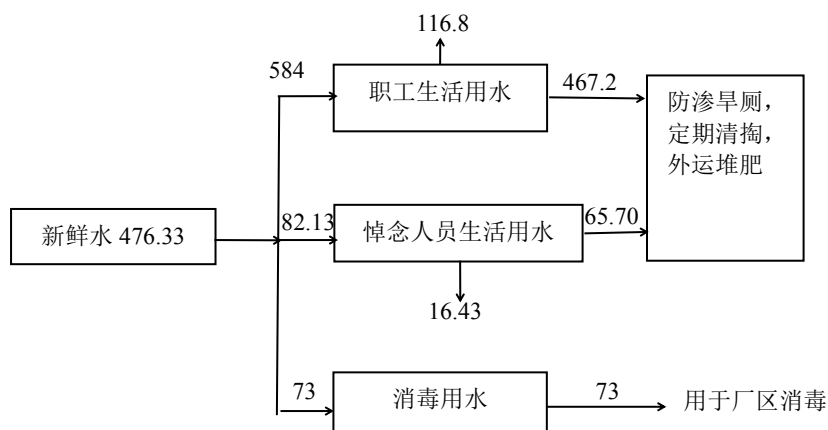 116.8
584
职工生活用水
467.2
防渗旱厕，
定期清掏，
外运堆肥
新鲜水 476.33
82.13
悼念人员生活用水
65.70
16.43
73
消毒用水
73
用于厂区消毒